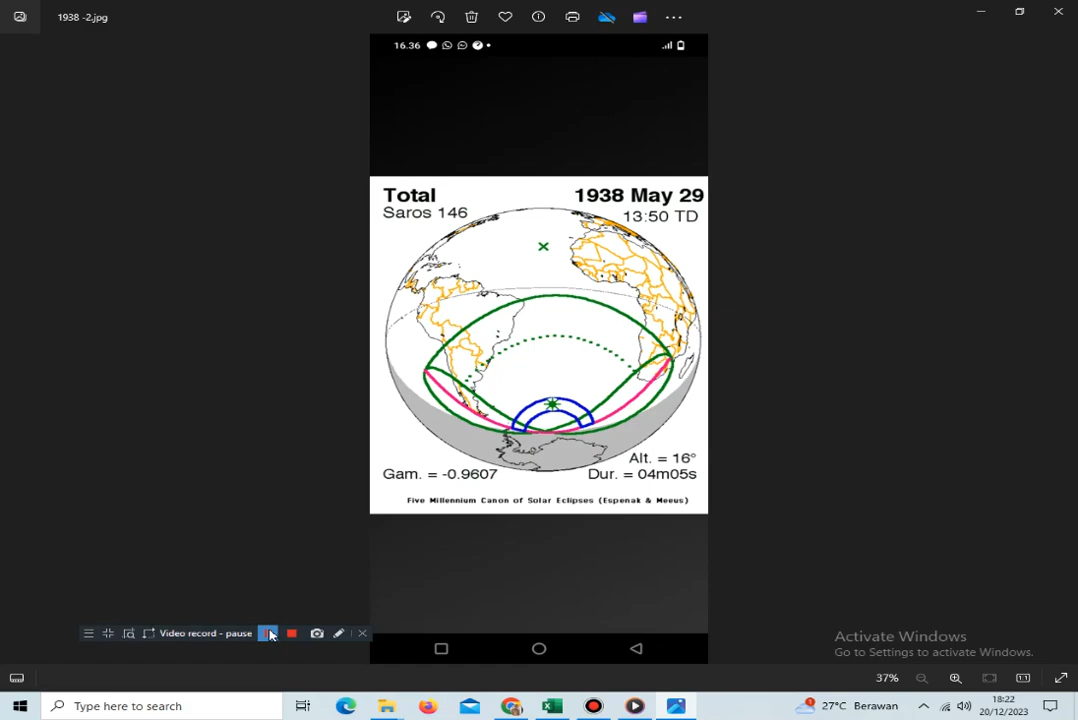 1938 -2.jpg
16.36
Total
1938 May 29
Saros 146
13:50 TD
Alt. = 16°
Gam. = -0.9607
Dur. = 04m05s
Five Millennium Canon of Solar Eclipses (Espenak & Meeus)
Video record - pause
Activate Windows
Go to Settings to activate Windows.
37%
1:1
Type here to search
27°C Berawan
18:22
20/12/2023